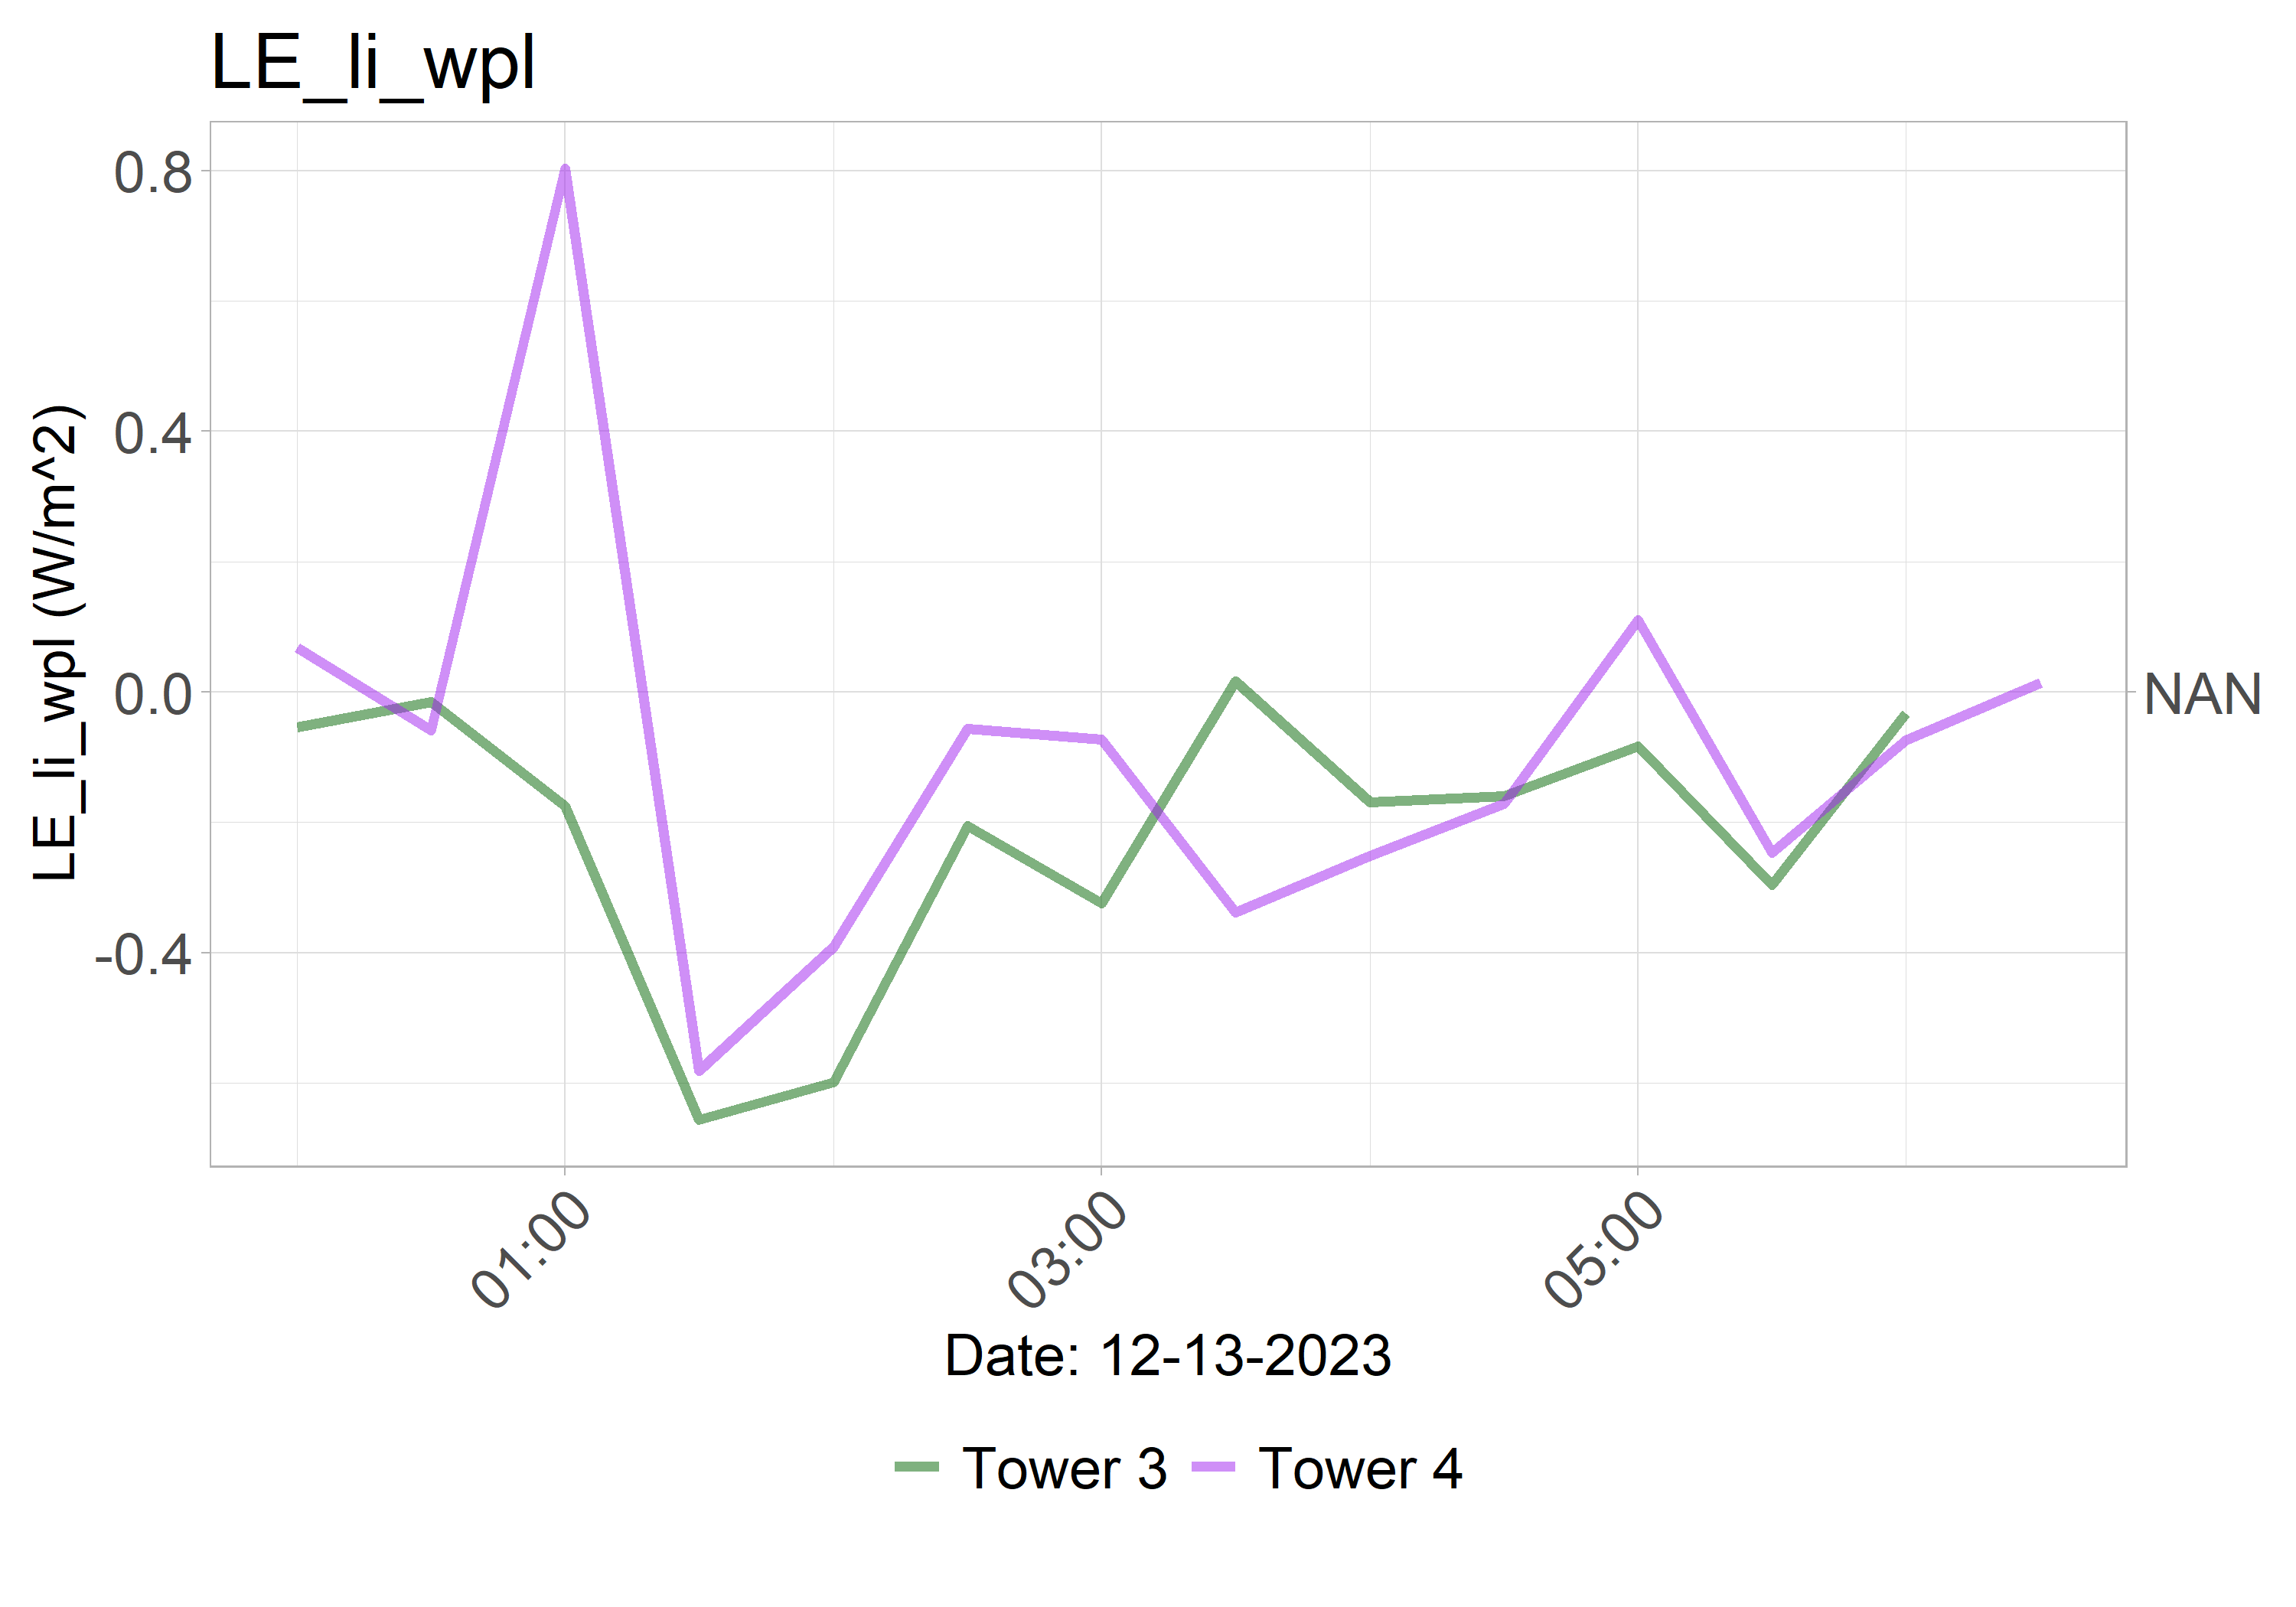 LE_li_wpl
LE_li_wpl (W/m^2)
0.8
0.4
0.0
-0.4
NAN
01:00
03:00
05:00
Date: 12-13-2023
Tower 3
Tower 4